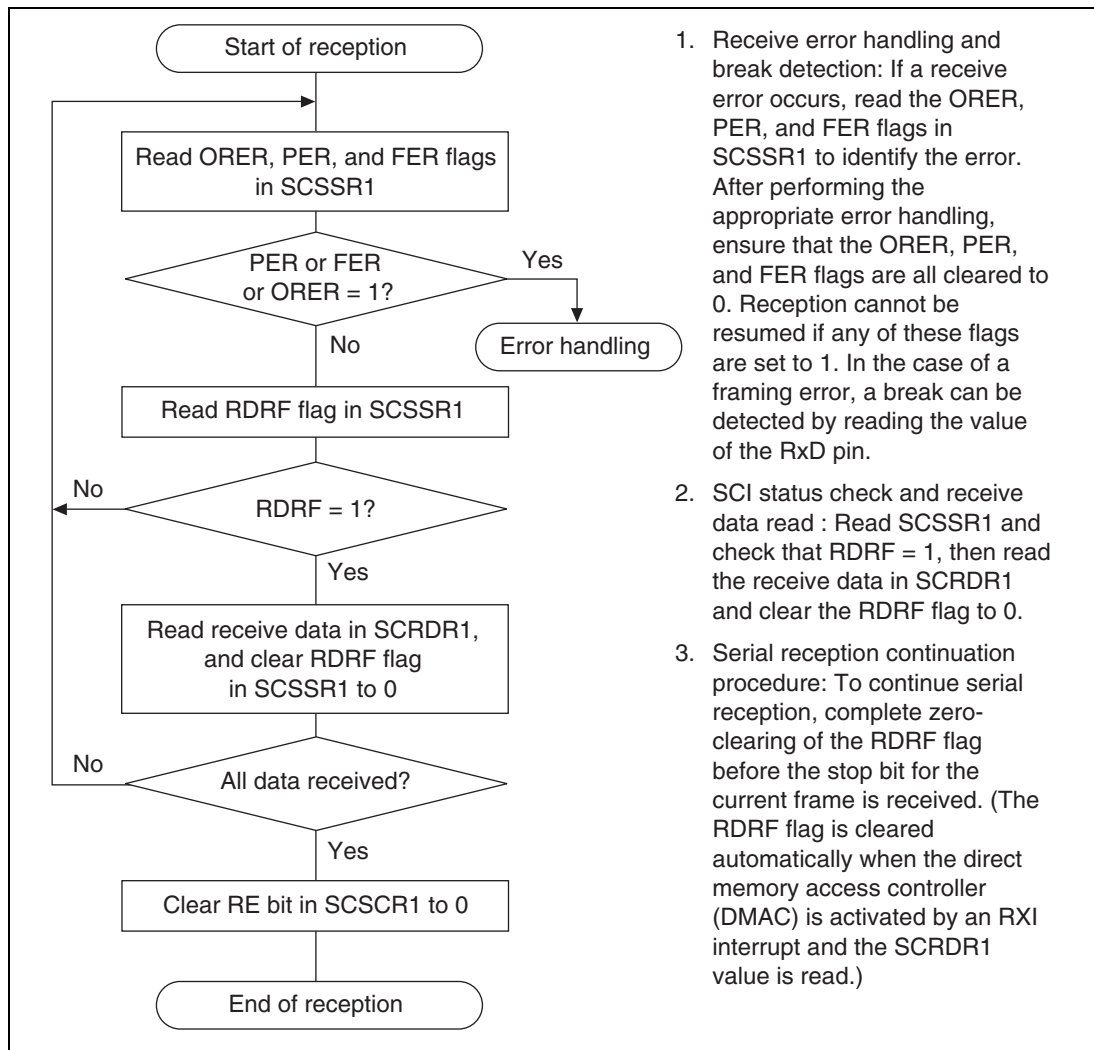 Start of reception
Read ORER, PER, and FER flags
in SCSSR1
PER or FER
or ORER = 1?
Yes
Error handling
No
Read RDRF flag in SCSSR1
No
RDRF = 1?
Yes
Read receive data in SCRDR1,
and clear RDRF flag
in SCSSR1 to 0
No
All data received?
Yes
Clear RE bit in SCSCR1 to 0
End of reception
1. Receive error handling and
break detection: If a receive
error occurs, read the ORER,
PER, and FER flags in
SCSSR1 to identify the error.
After performing the
appropriate error handling,
ensure that the ORER, PER,
and FER flags are all cleared to
0. Reception cannot be
resumed if any of these flags
are set to 1. In the case of a
framing error, a break can be
detected by reading the value
of the RxD pin.
2. SCI status check and receive
data read : Read SCSSR1 and
check that RDRF = 1, then read
the receive data in SCRDR1
and clear the RDRF flag to 0.
3. Serial reception continuation
procedure: To continue serial
reception, complete zero-
clearing of the RDRF flag
before the stop bit for the
current frame is received. (The
RDRF flag is cleared
automatically when the direct
memory access controller
(DMAC) is activated by an RXI
interrupt and the SCRDR1
value is read.)